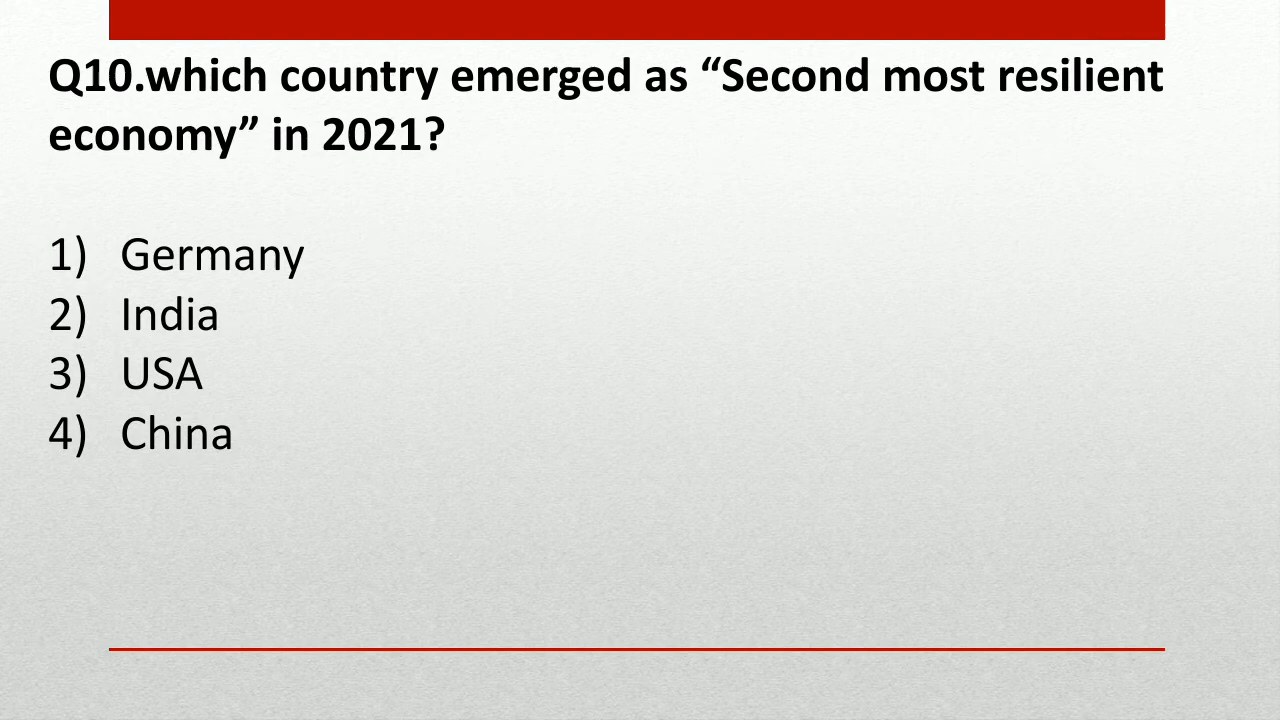 Q10.which country emerged as “Second most resilient
economy” in 2021?
1) Germany
2) India
3) USA
4) China